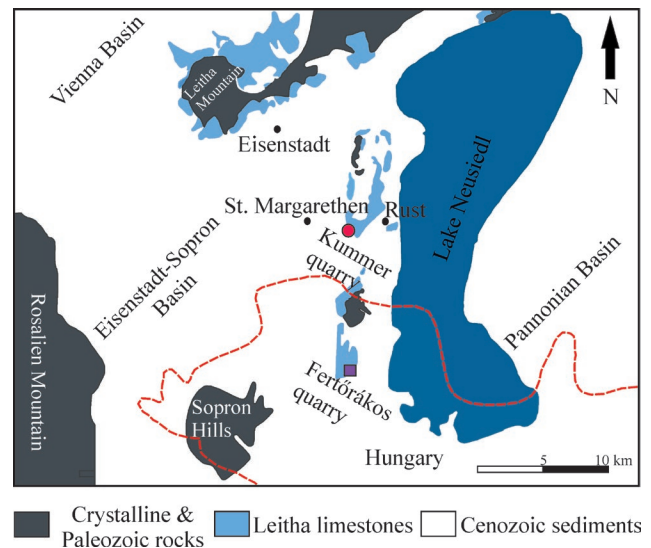 Vienna Basin
Leitha
Mountain
N
Eisenstadt
St. Margarethen
Rust
Lake Neusiedl
Kummer
quarry
Eisenstadt-Sopron
Basin
Pannonian Basin
Rosalien Mountain
Fertőrákos
quarry
Sopron
Hills
Hungary
5
10 km
Crystalline &
Paleozoic rocks
Leitha limestones
Cenozoic sediments